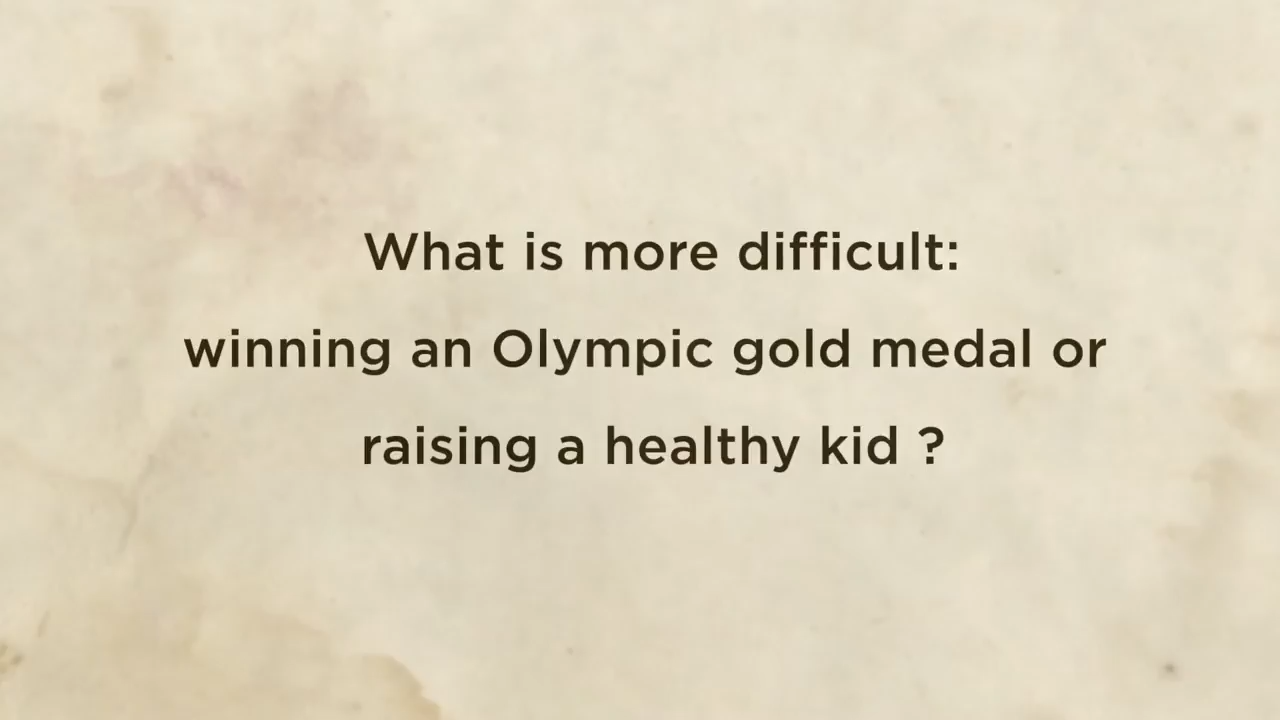 What is more difficult:
winning an Olympic gold medal or
raising a healthy kid ?